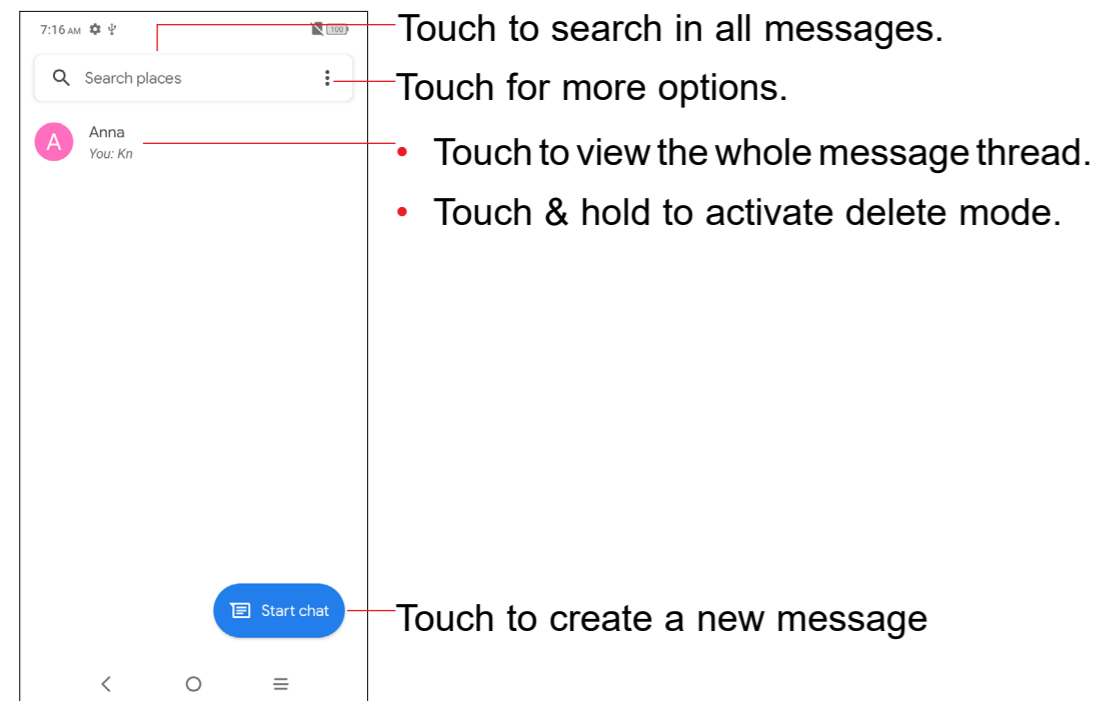 7:16 AM
100
Touch to search in all messages.
Search places
Touch for more options.
A
Anna
You: Kn
• Touch to view the whole message thread.
• Touch & hold to activate delete mode.
Start chat
Touch to create a new message